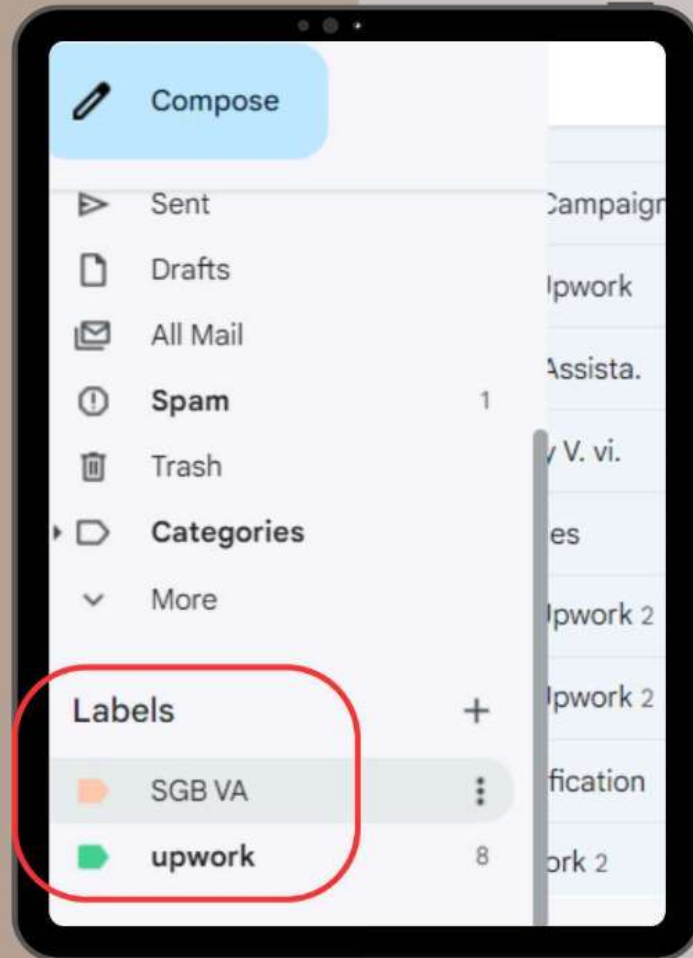 Compose
Sent
Campaign
Drafts
Upwork
All Mail
Assista.
Spam 1
y V. vi.
Trash
Categories
es
More
Upwork 2
Labels +
Upwork 2
SGB VA
fication
upwork 8
ork 2